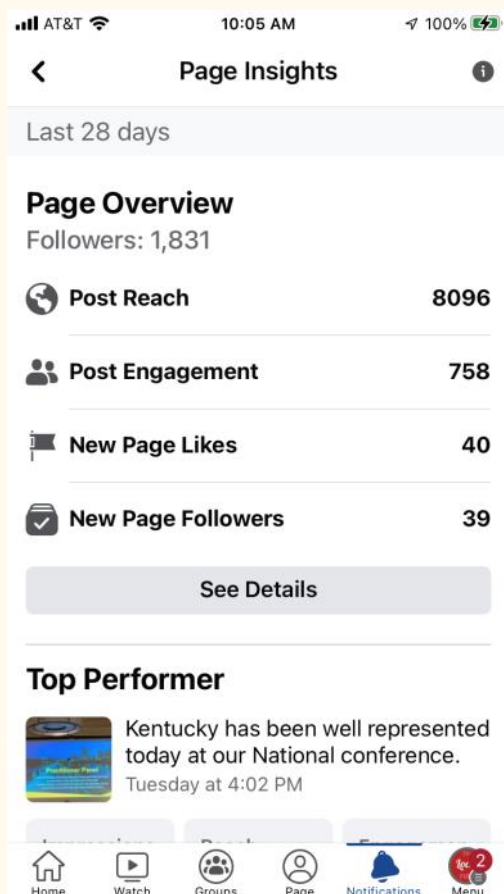 AT&T 10:05 AM 100%
Page Insights
Last 28 days
Page Overview
Followers: 1,831
Post Reach 8096
Post Engagement 758
New Page Likes 40
New Page Followers 39
See Details
Top Performer
Kentucky has been well represented
today at our National conference.
Tuesday at 4:02 PM
Practitioner Panel
2
Home Watch Groups Page Notifications Menu